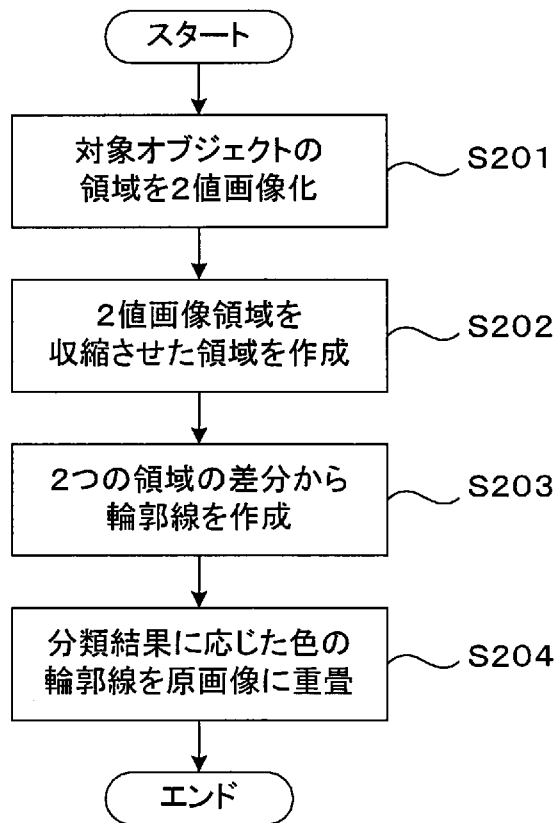 スタート
対象オブジェクトの
領域を2値画像化
S201
2値画像領域を
収縮させた領域を作成
S202
2つの領域の差分から
輪郭線を作成
S203
分類結果に応じた色の
輪郭線を原画像に重畳
S204
エンド